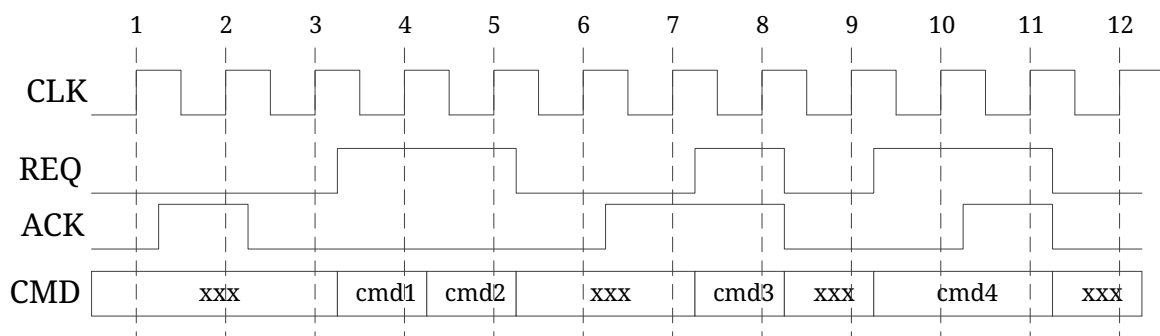 1 2 3 4 5 6 7 8 9 10 11 12
CLK
REQ
ACK
CMD xxx cmd1 cmd2 xxx cmd3 xxx cmd4 xxx